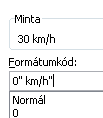 Minta
30 km/h
Formátumkód:
0" km/h"
Normál
0